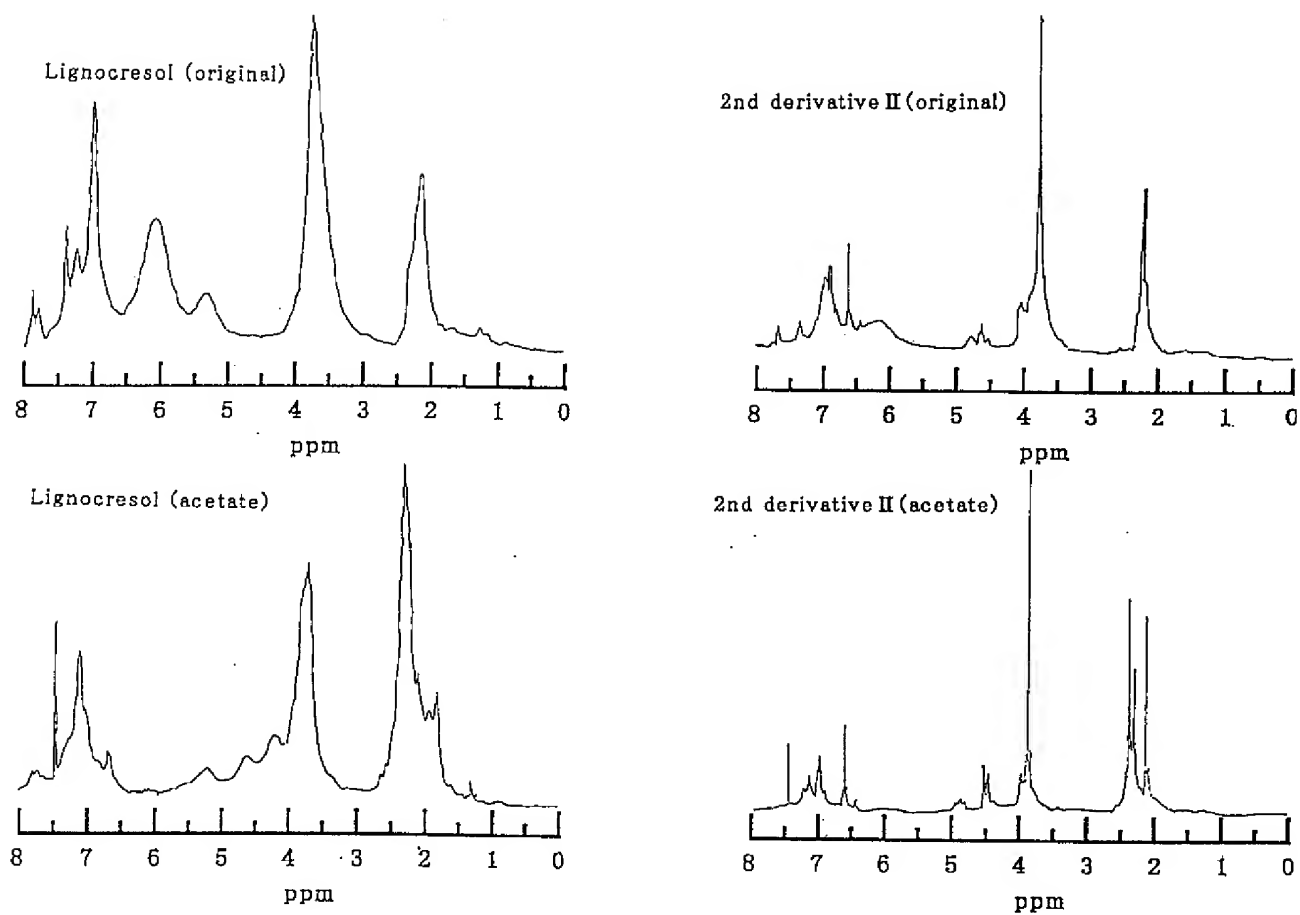 Lignocresol (original)
8 7 6 5 4 3 2 1 0
ppm
2nd derivative II (original)
8 7 6 5 4 3 2 1 0
ppm
Lignocresol (acetate)
8 7 6 5 4 3 2 1 0
ppm
2nd derivative II (acetate)
8 7 6 5 4 3 2 1 0
ppm